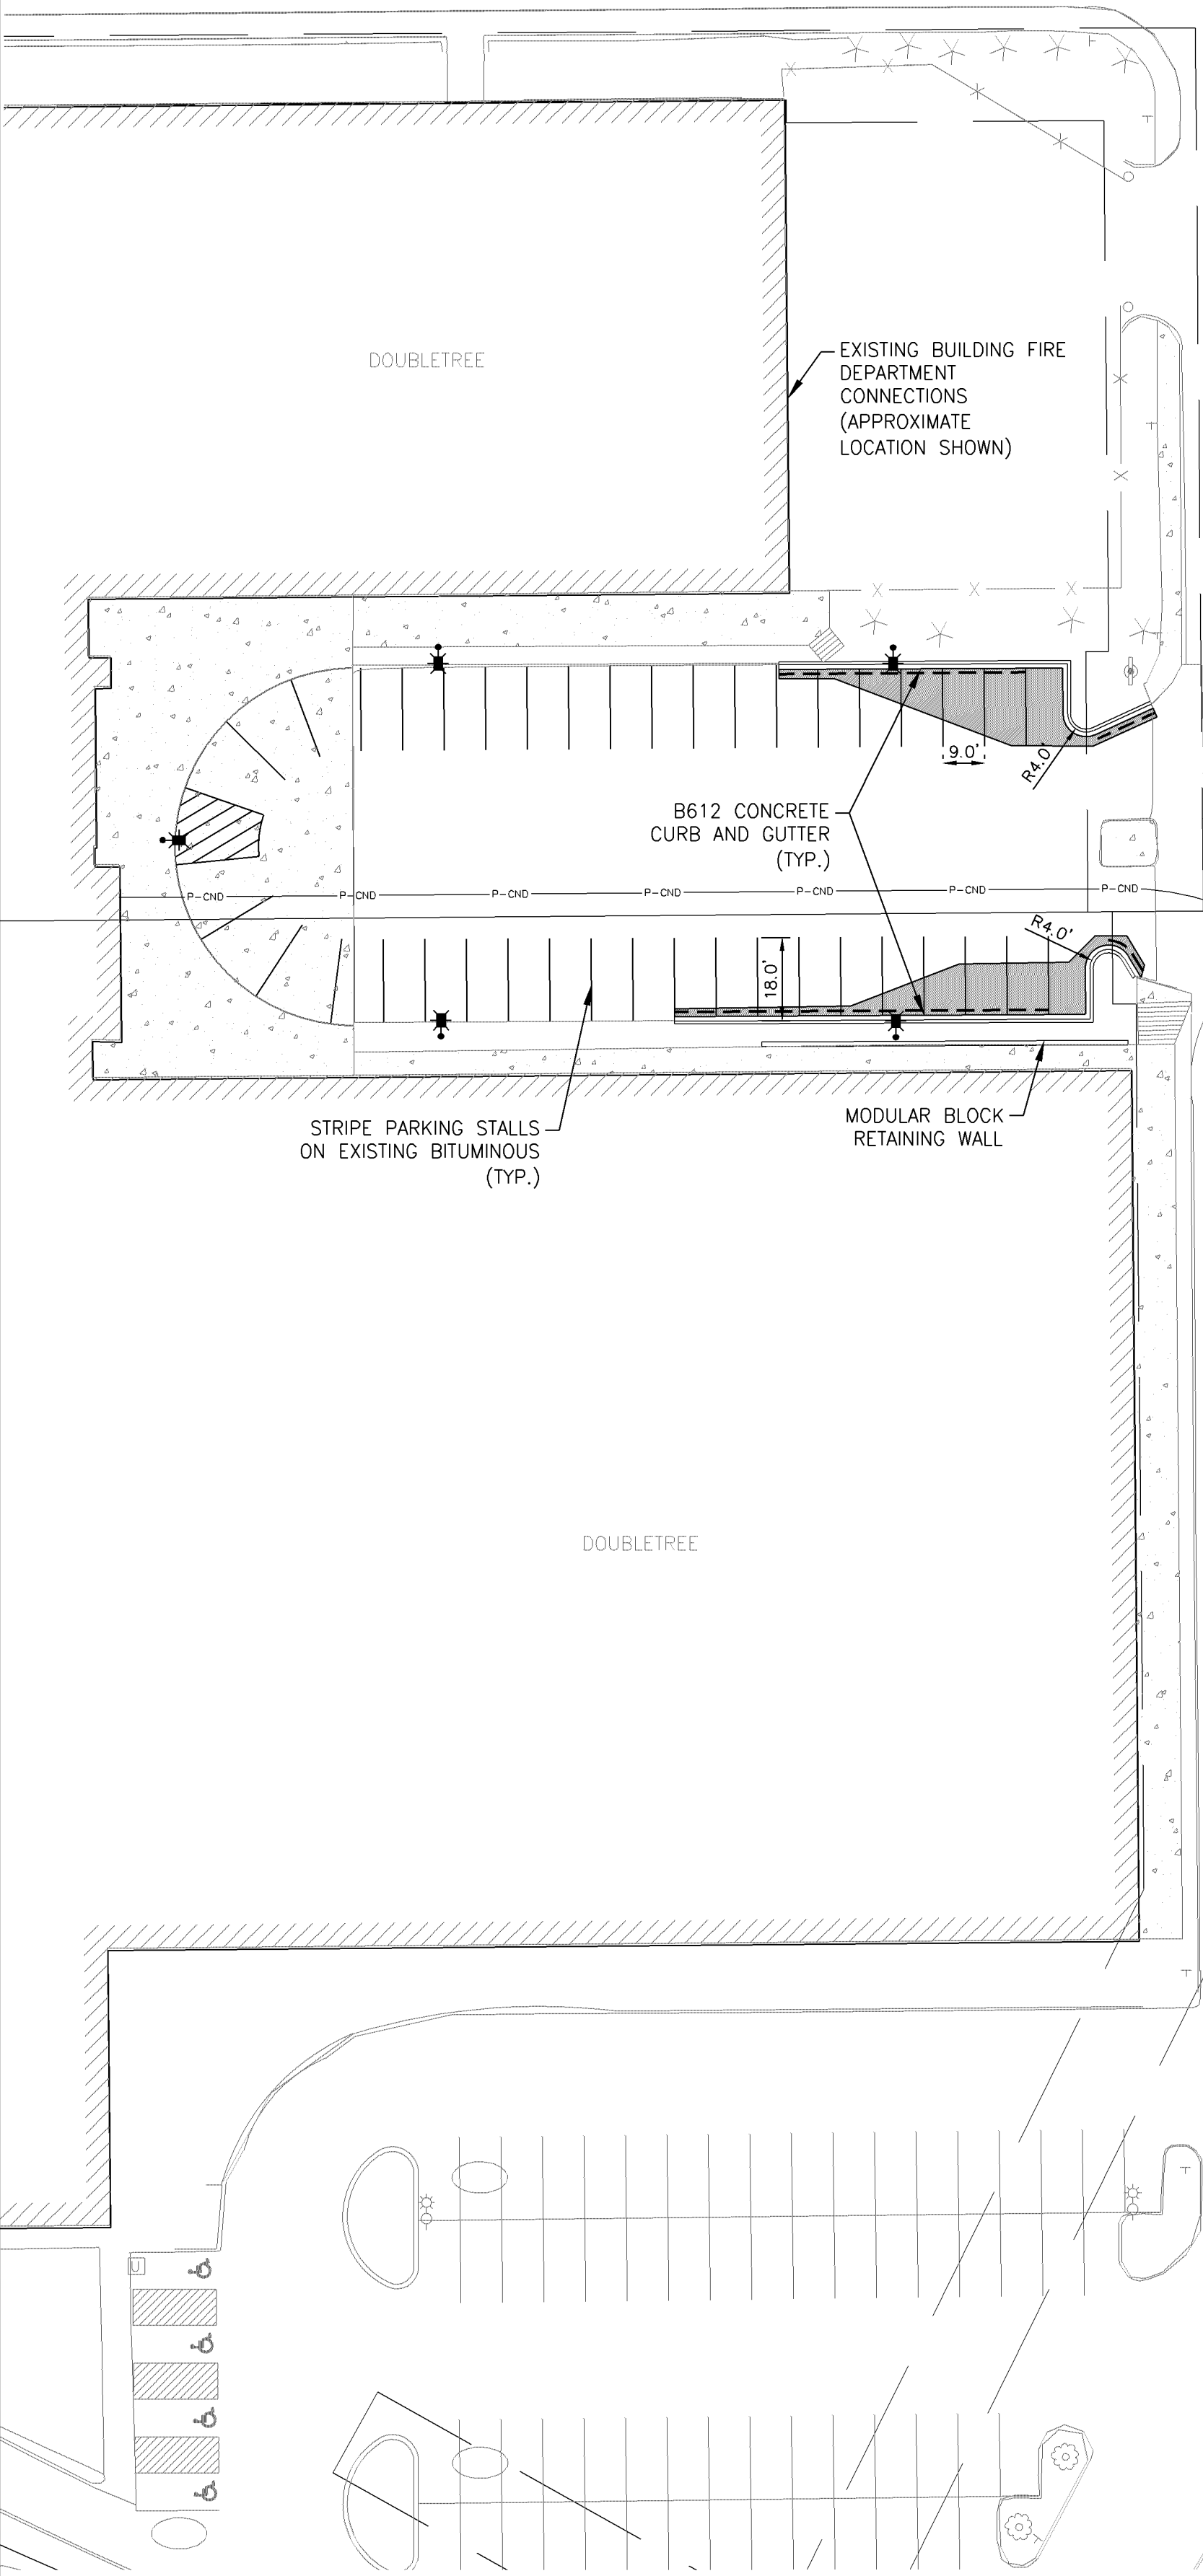 DOUBLETREE
EXISTING BUILDING FIRE
DEPARTMENT
CONNECTIONS
(APPROXIMATE
LOCATION SHOWN)
9.0'
R4.0'
B612 CONCRETE
CURB AND GUTTER
(TYP.)
P-CND P-CND P-CND P-CND P-CND P-CND P-CND
R4.0'
18.0'
STRIPE PARKING STALLS
ON EXISTING BITUMINOUS
(TYP.)
MODULAR BLOCK
RETAINING WALL
DOUBLETREE
U